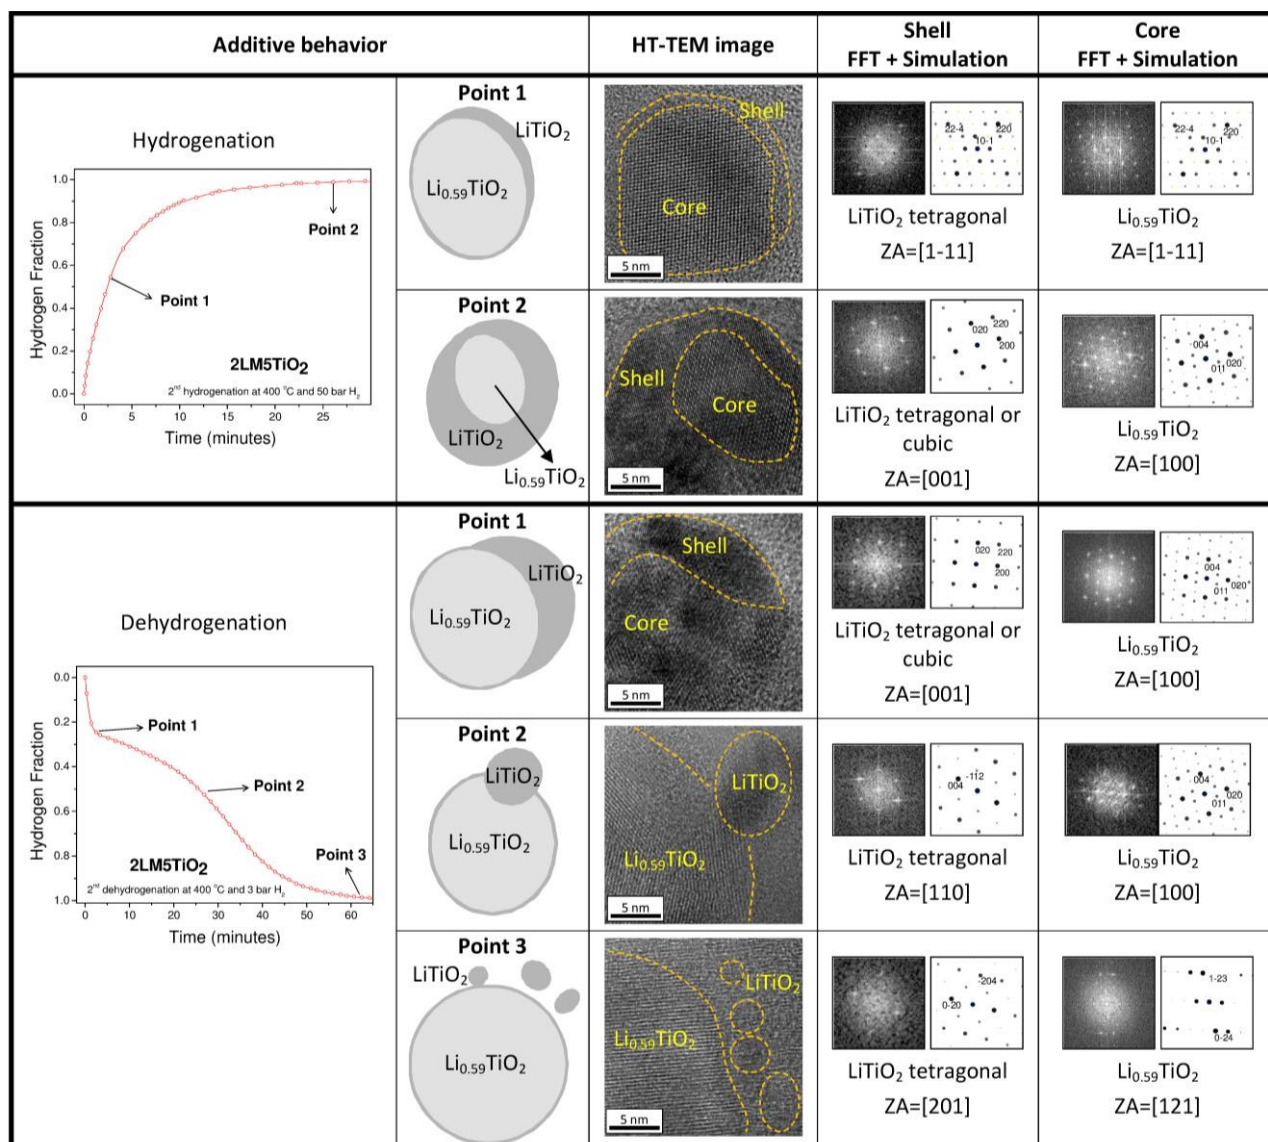 Additive behavior
HT-TEM image
Shell
FFT + Simulation
Core
FFT + Simulation
Hydrogenation
1.0
0.8
0.6
0.4
0.2
0.0
Hydrogen Fraction
Point 2
Point 1
2LM5TiO2
2nd hydrogenation at 400 °C and 50 bar H2
0 5 10 15 20 25
Time (minutes)
Point 1
LiTiO2
Li0.59TiO2
Shell
Core
5 nm
22-4
220
10-1
LiTiO2 tetragonal
ZA=[1-11]
22-4
220
10-1
Li0.59TiO2
ZA=[1-11]
Point 2
LiTiO2
Li0.59TiO2
Shell
Core
5 nm
020
220
200
LiTiO2 tetragonal or
cubic
ZA=[001]
004
011
020
Li0.59TiO2
ZA=[100]
Dehydrogenation
0.0
0.2
0.4
0.6
0.8
1.0
Hydrogen Fraction
Point 1
Point 2
Point 3
2LM5TiO2
2nd dehydrogenation at 400 °C and 3 bar H2
0 10 20 30 40 50 60
Time (minutes)
Point 1
LiTiO2
Li0.59TiO2
Shell
Core
5 nm
020
220
200
LiTiO2 tetragonal or
cubic
ZA=[001]
004
011
020
Li0.59TiO2
ZA=[100]
Point 2
LiTiO2
Li0.59TiO2
LiTiO2
Li0.59TiO2
5 nm
-112
004
LiTiO2 tetragonal
ZA=[110]
004
011
020
Li0.59TiO2
ZA=[100]
Point 3
LiTiO2
Li0.59TiO2
LiTiO2
Li0.59TiO2
5 nm
-204
0-20
LiTiO2 tetragonal
ZA=[201]
1-23
0-24
Li0.59TiO2
ZA=[121]